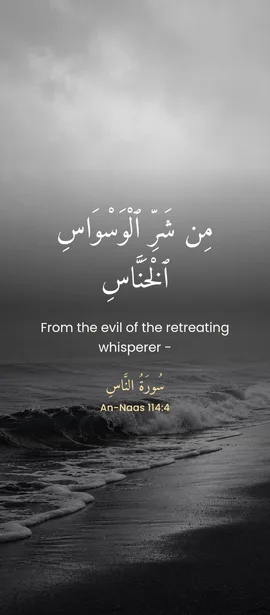 مِن شَرِّ ٱلْوَسْوَاسِ
ٱلْخَنَّاسِ
From the evil of the retreating
whisperer -
سُورَةُ النَّاسِ
An-Naas 114:4